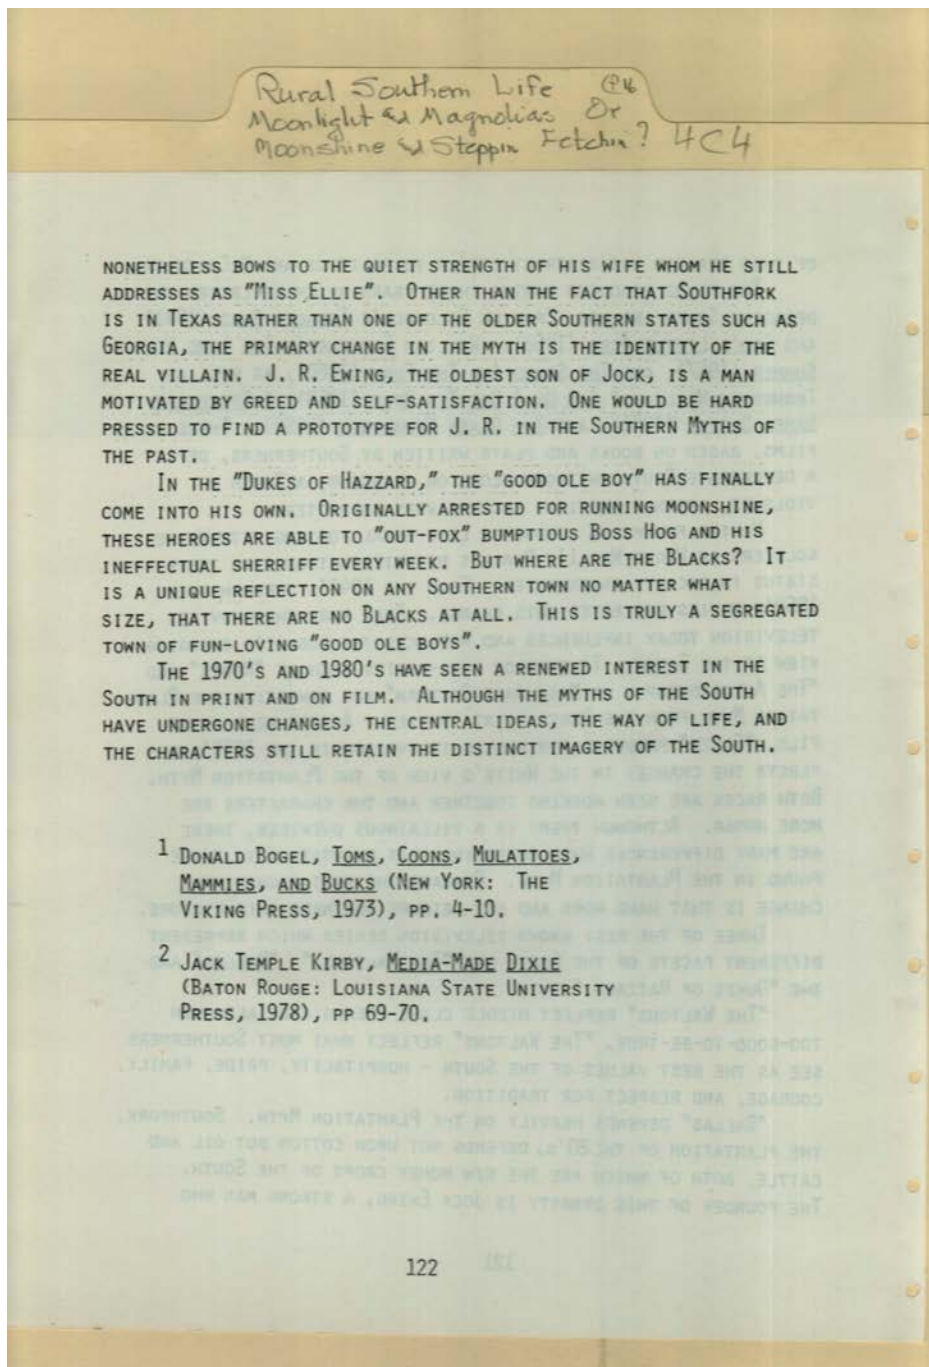 Rural Southern Life
Moonlight and Magnolias Or
Moonshine and Steppin Fetchin? 4C4
NONETHELESS BOWS TO THE QUIET STRENGTH OF HIS WIFE WHOM HE STILL
ADDRESSES AS "MISS ELLIE". OTHER THAN THE FACT THAT SOUTHFORK
IS IN TEXAS RATHER THAN ONE OF THE OLDER SOUTHERN STATES SUCH AS
GEORGIA, THE PRIMARY CHANGE IN THE MYTH IS THE IDENTITY OF THE
REAL VILLAIN. J. R. EWING, THE OLDEST SON OF JOCK, IS A MAN
MOTIVATED BY GREED AND SELF-SATISFACTION. ONE WOULD BE HARD
PRESSED TO FIND A PROTOTYPE FOR J. R. IN THE SOUTHERN MYTHS OF
THE PAST.
IN THE "DUKES OF HAZZARD," THE "GOOD OLE BOY" HAS FINALLY
COME INTO HIS OWN. ORIGINALLY ARRESTED FOR RUNNING MOONSHINE,
THESE HEROES ARE ABLE TO "OUT-FOX" BUMPTIOUS BOSS HOG AND HIS
INEFFECTUAL SHERRIFF EVERY WEEK. BUT WHERE ARE THE BLACKS? IT
IS A UNIQUE REFLECTION ON ANY SOUTHERN TOWN NO MATTER WHAT
SIZE, THAT THERE ARE NO BLACKS AT ALL. THIS IS TRULY A SEGREGATED
TOWN OF FUN-LOVING "GOOD OLE BOYS".
THE 1970'S AND 1980'S HAVE SEEN A RENEWED INTEREST IN THE
SOUTH IN PRINT AND ON FILM. ALTHOUGH THE MYTHS OF THE SOUTH
HAVE UNDERGONE CHANGES, THE CENTRAL IDEAS, THE WAY OF LIFE, AND
THE CHARACTERS STILL RETAIN THE DISTINCT IMAGERY OF THE SOUTH.
1 DONALD BOGEL, TOMS, COONS, MULATTOES,
MAMMIES, AND BUCKS (NEW YORK: THE
VIKING PRESS, 1973), PP. 4-10.
2 JACK TEMPLE KIRBY, MEDIA-MADE DIXIE
(BATON ROUGE: LOUISIANA STATE UNIVERSITY
PRESS, 1978), PP 69-70.
122